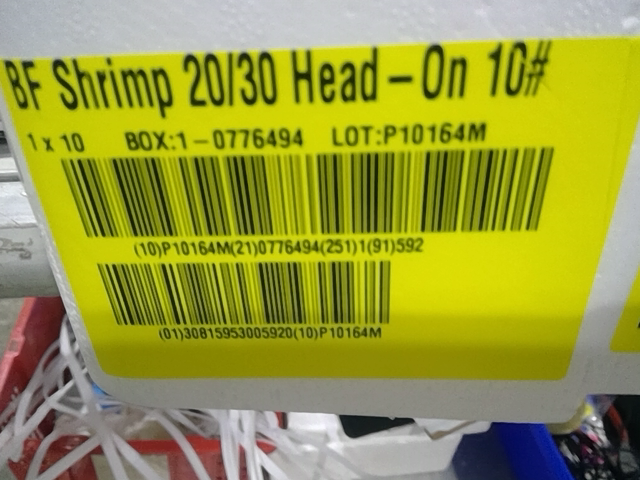 BF Shrimp 20/30 Head-On 10#
1 x 10 BOX:1-0776494 LOT:P10164M
(10)P10164M(21)0776494(251)1(91)592
(01)30815953005920(10)P10164M